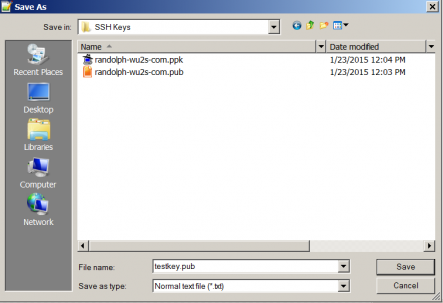 Save As
Save in:
SSH Keys
Name
Date modified
randolph-wu2s-com.ppk
1/23/2015 12:04 PM
randolph-wu2s-com.pub
1/23/2015 12:03 PM
Recent Places
Desktop
Libraries
Computer
Network
File name:
testkey.pub
Save
Save as type:
Normal text file (*.txt)
Cancel